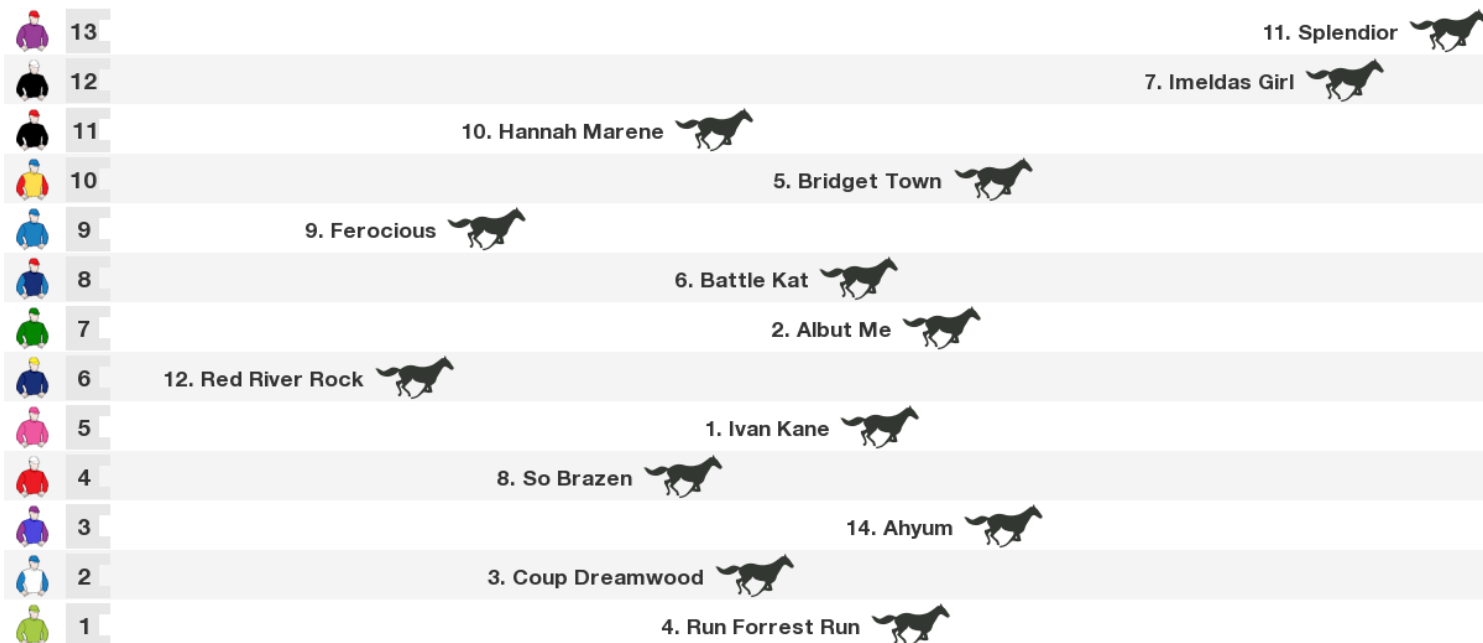 13 11. Splendior
12 7. Imeldas Girl
11 10. Hannah Marene
10 5. Bridget Town
9 9. Ferocious
8 6. Battle Kat
7 2. Albut Me
6 12. Red River Rock
5 1. Ivan Kane
4 8. So Brazen
3 14. Ahyum
2 3. Coup Dreamwood
1 4. Run Forrest Run